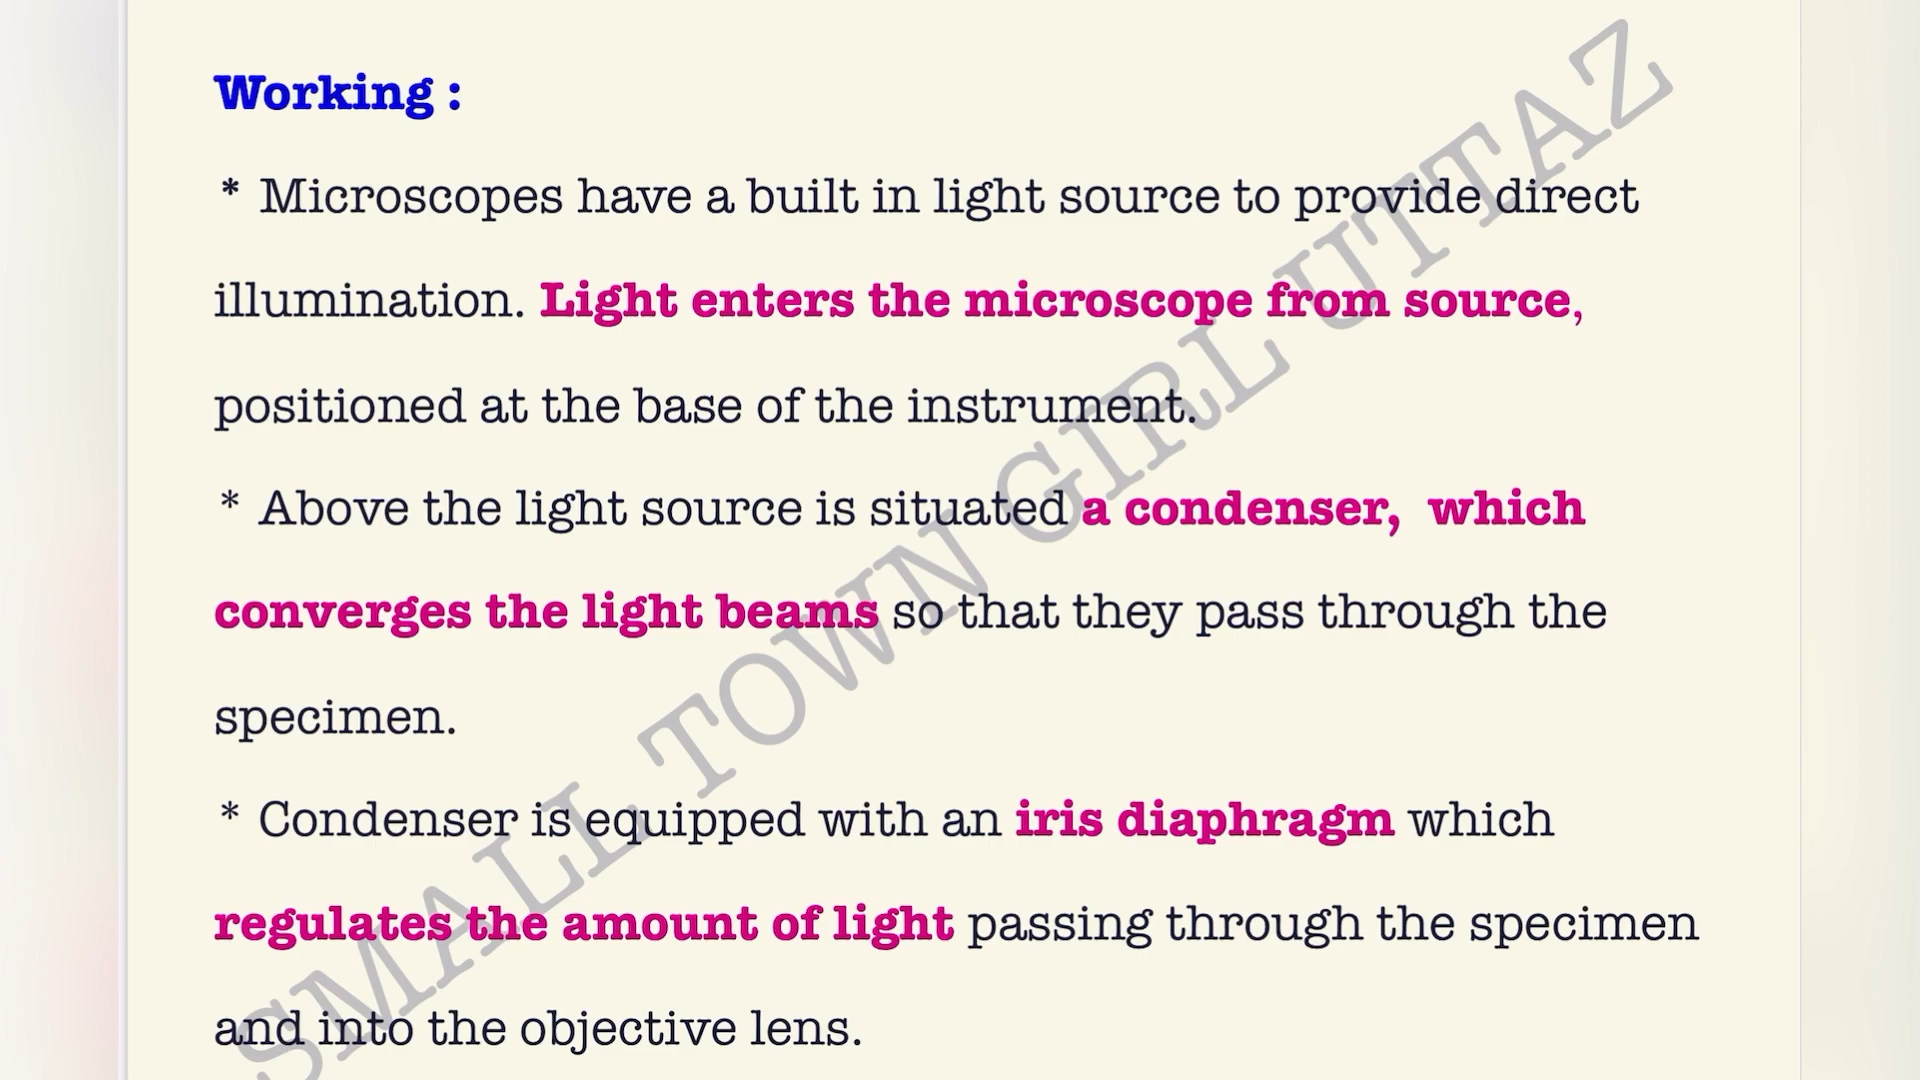 Working :
* Microscopes have a built in light source to provide direct
illumination. Light enters the microscope from source,
positioned at the base of the instrument.
* Above the light source is situated a condenser, which
converges the light beams so that they pass through the
specimen.
* Condenser is equipped with an iris diaphragm which
regulates the amount of light passing through the specimen
and into the objective lens.
SMALL TOWN GIRL UTTAZ